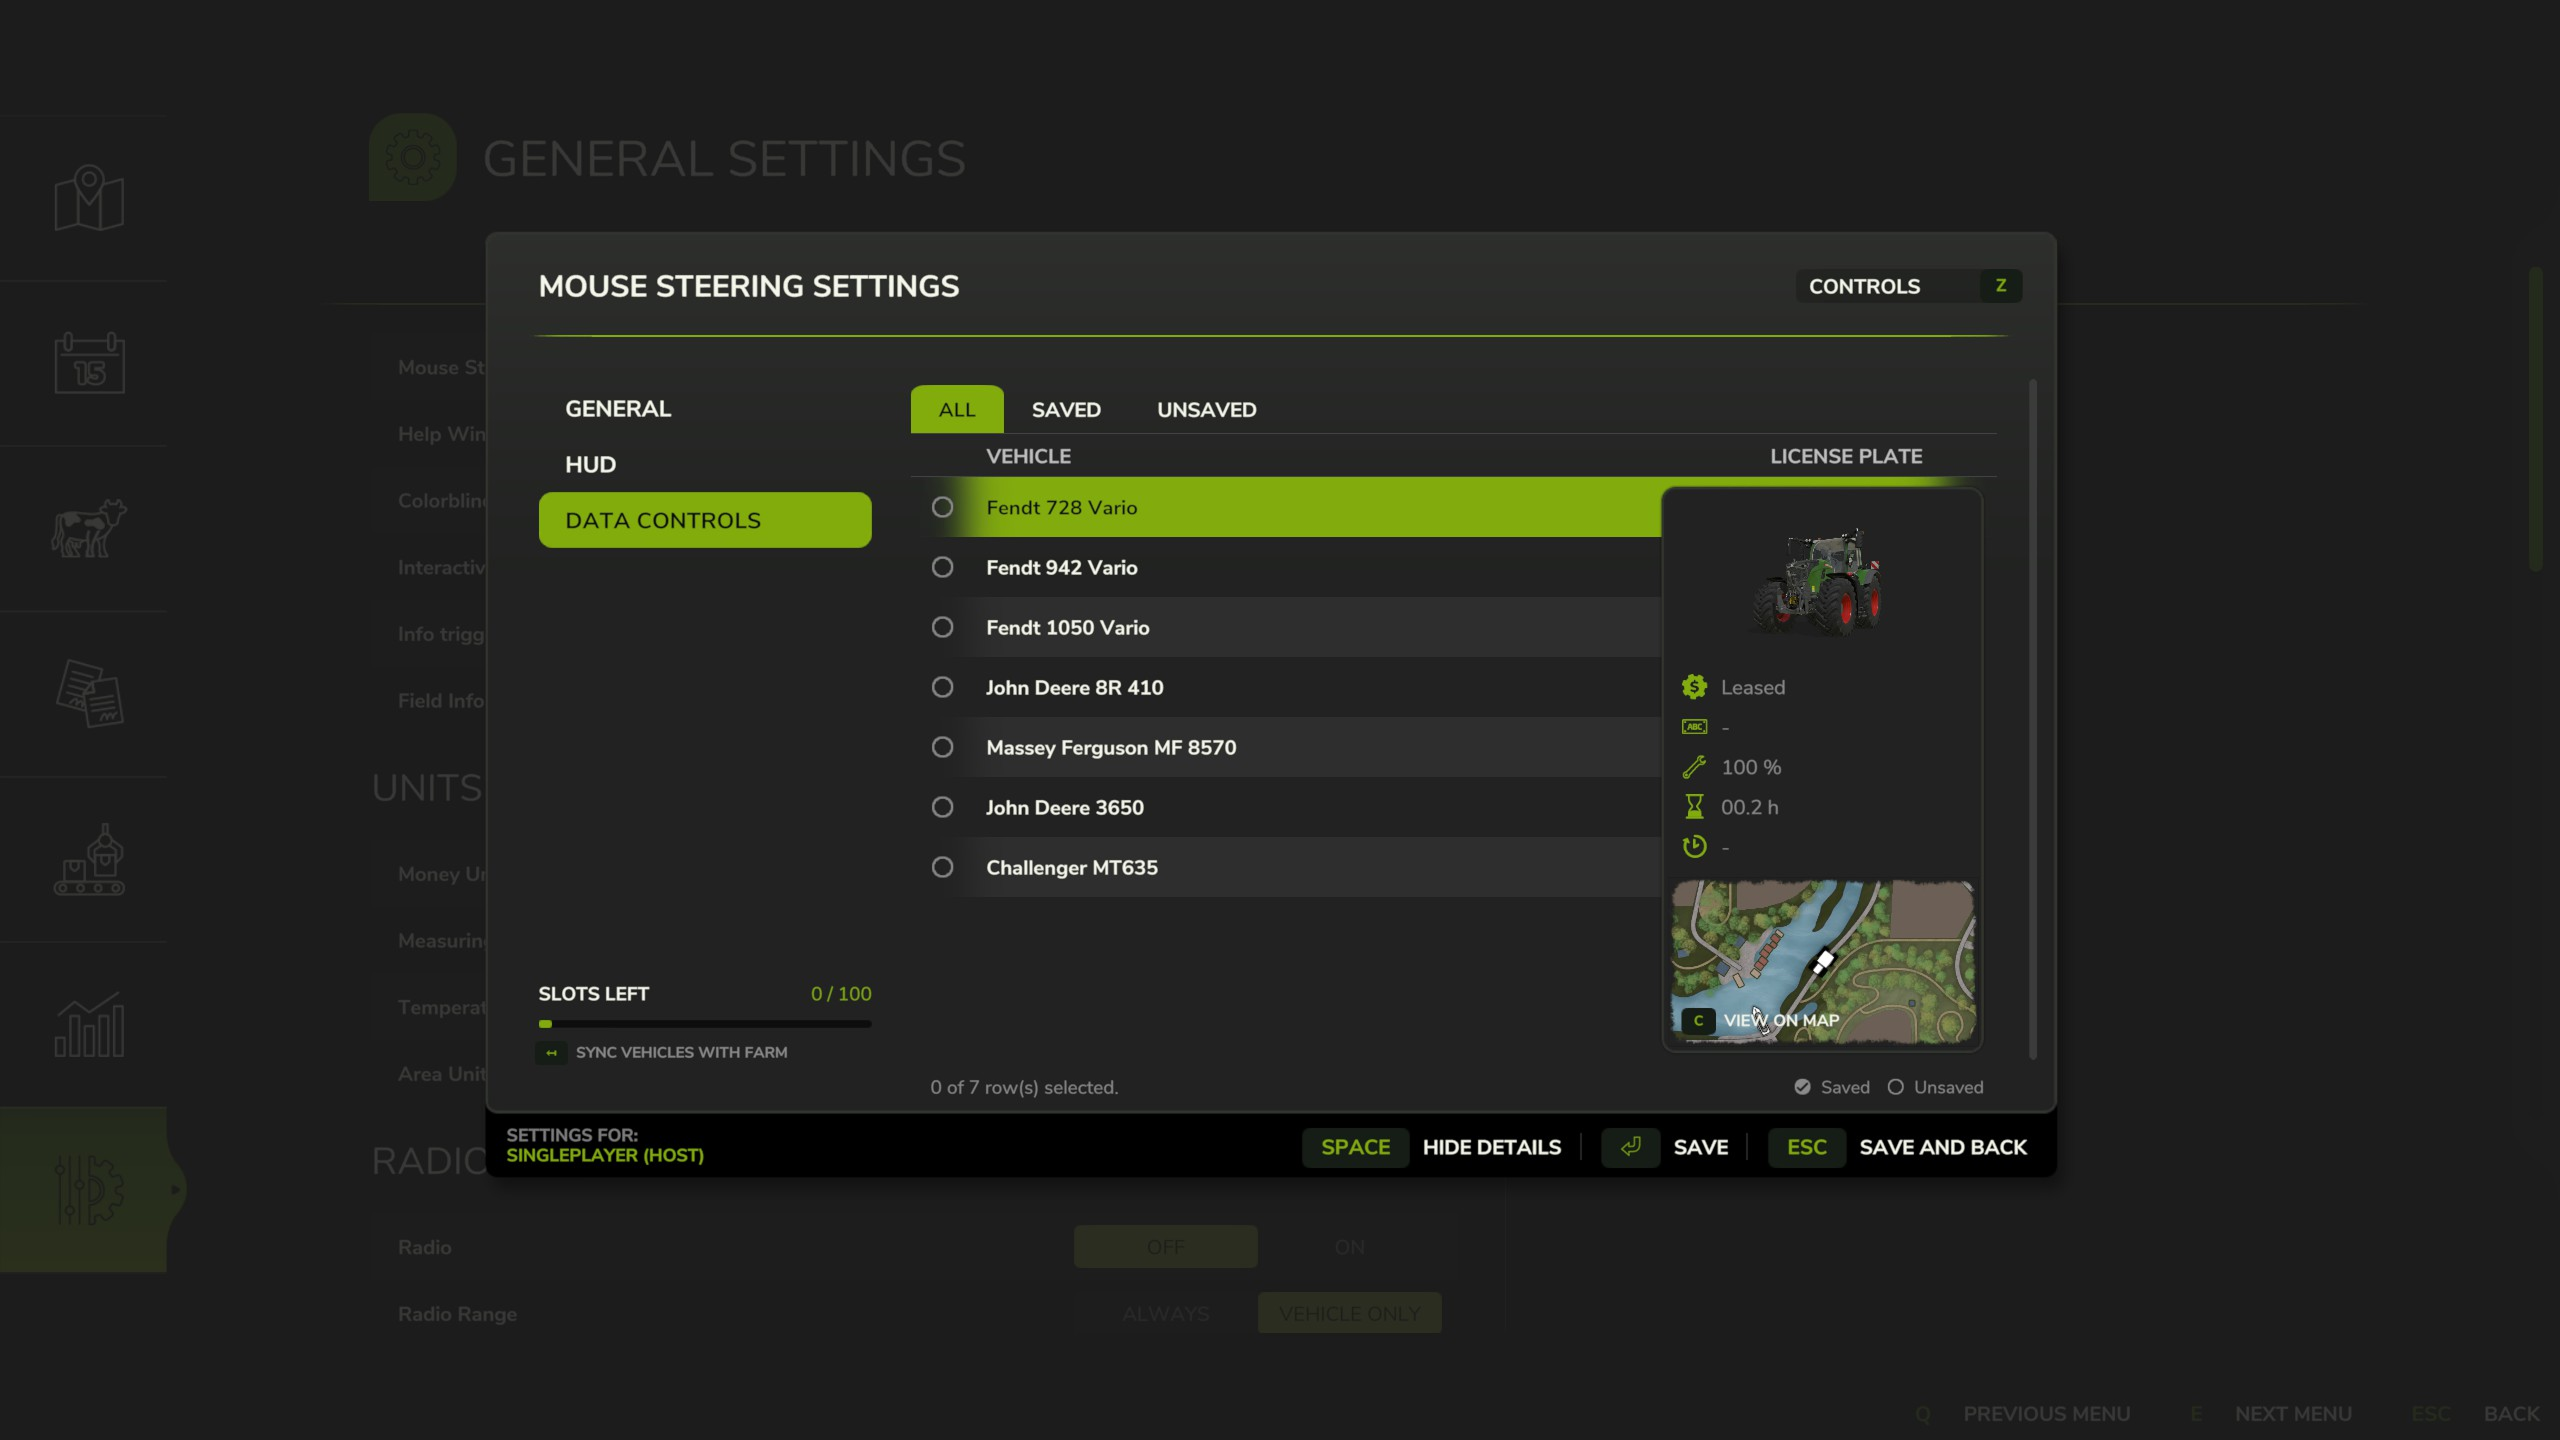 GENERAL SETTINGS
MOUSE STEERING SETTINGS
CONTROLS Z
GENERAL
HUD
DATA CONTROLS
ALL SAVED UNSAVED
VEHICLE LICENSE PLATE
Fendt 728 Vario
Fendt 942 Vario
Fendt 1050 Vario
John Deere 8R 410
Massey Ferguson MF 8570
John Deere 3650
Challenger MT635
Leased
ABC -
100 %
00.2 h
-
C VIEW ON MAP
SLOTS LEFT 0 / 100
SYNC VEHICLES WITH FARM
0 of 7 row(s) selected.
Saved Unsaved
SETTINGS FOR:
SINGLEPLAYER (HOST)
SPACE HIDE DETAILS
SAVE
ESC SAVE AND BACK
15
Mouse St
Help Win
Colorblin
Interactiv
Info trigg
Field Info
UNITS
Money Un
Measurin
Temperat
Area Unit
RADIO
Radio OFF ON
Radio Range ALWAYS VEHICLE ONLY
Q PREVIOUS MENU E NEXT MENU ESC BACK